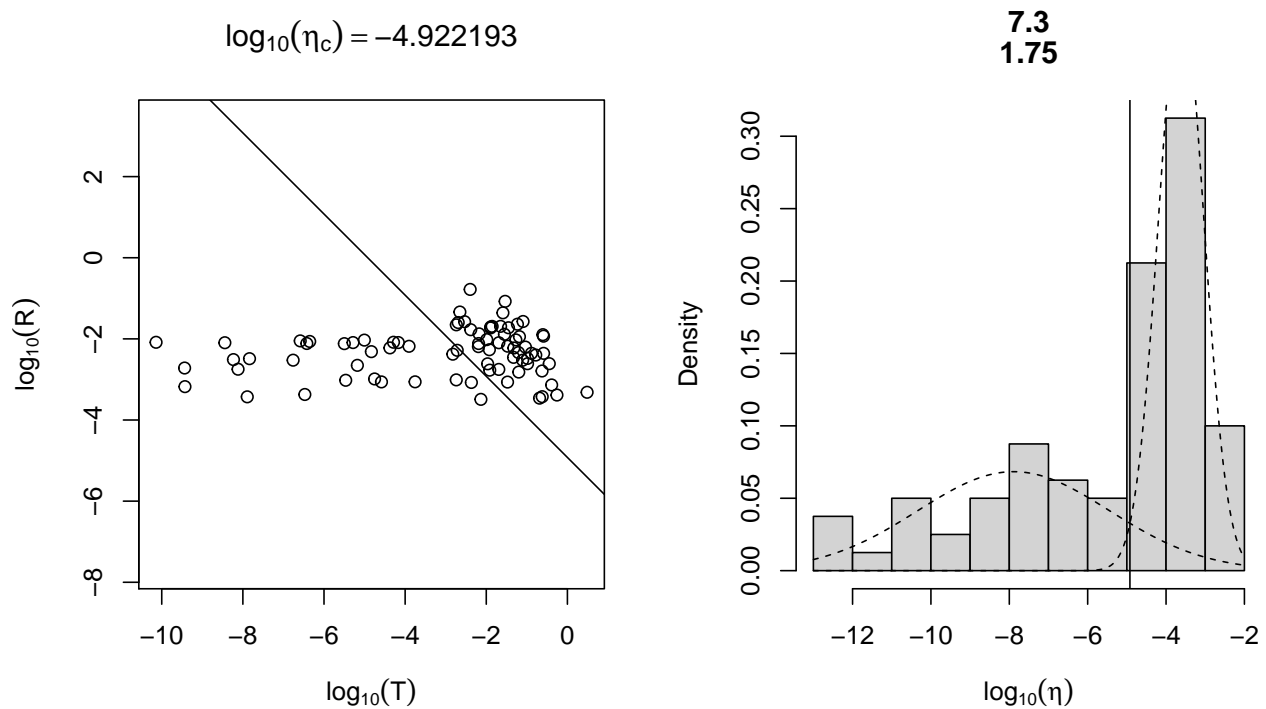 log₁₀(ηc) = −4.922193
2
0
−2
−4
−6
−8
log₁₀(R)
−10 −8 −6 −4 −2 0
log₁₀(T)
7.3
1.75
0.30
0.25
0.20
0.15
0.10
0.05
0.00
Density
−12 −10 −8 −6 −4 −2
log₁₀(η)